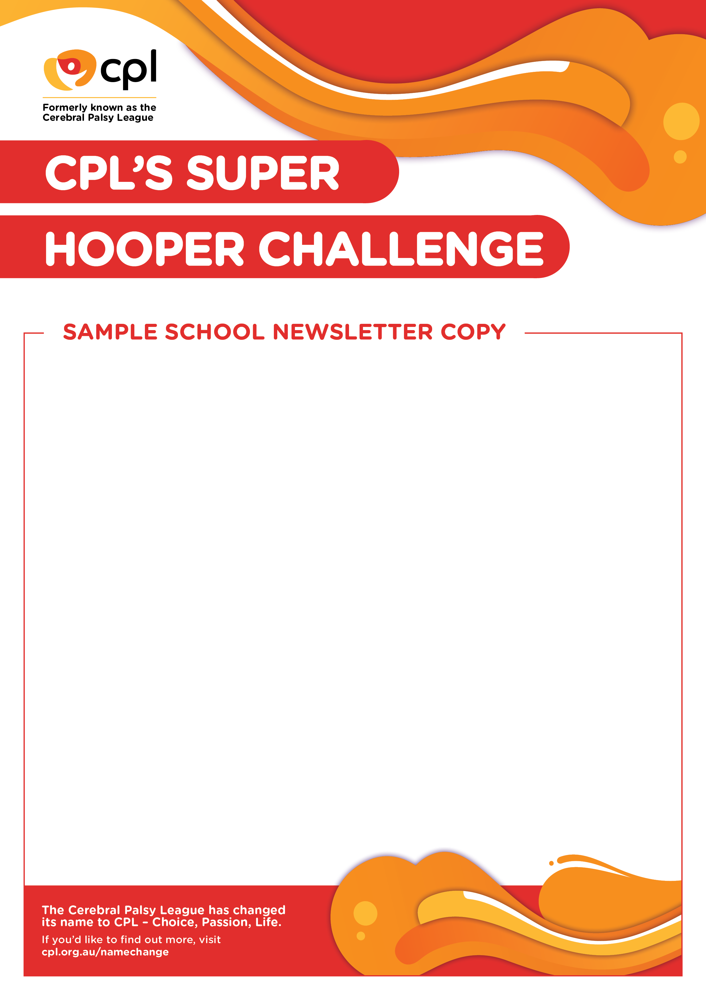 cpl
Formerly known as the
Cerebral Palsy League
CPL’S SUPER
HOOPER CHALLENGE
SAMPLE SCHOOL NEWSLETTER COPY
The Cerebral Palsy League has changed
its name to CPL – Choice, Passion, Life.
If you’d like to find out more, visit
cpl.org.au/namechange